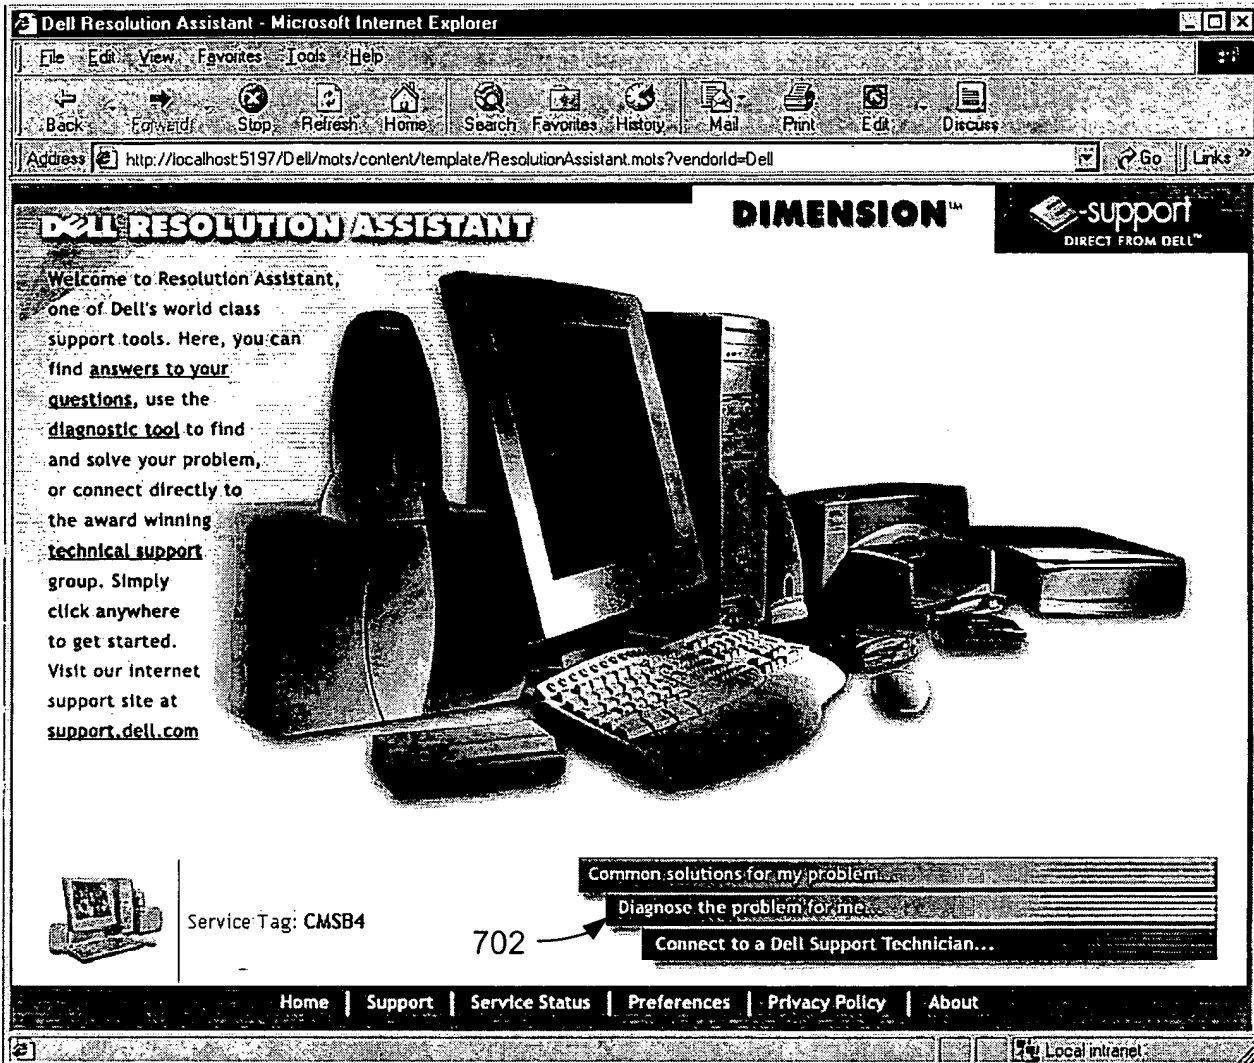 Dell Resolution Assistant - Microsoft Internet Explorer
File Edit View Favorites Tools Help
Back Forward Stop Refresh Home Search Favorites History Mail Print Edit Discuss
Address http://localhost:5197/Dell/mots/content/template/ResolutionAssistant.mots?vendorId=Dell Go Links »
DELL RESOLUTION ASSISTANT
DIMENSION™
e-support
DIRECT FROM DELL™
Welcome to Resolution Assistant,
one of Dell's world class
support tools. Here, you can
find answers to your
questions, use the
diagnostic tool to find
and solve your problem,
or connect directly to
the award winning
technical support
group. Simply
click anywhere
to get started.
Visit our internet
support site at
support.dell.com
Common solutions for my problem...
Diagnose the problem for me...
Connect to a Dell Support Technician...
Service Tag: CMSB4
702
Home | Support | Service Status | Preferences | Privacy Policy | About
Local intranet